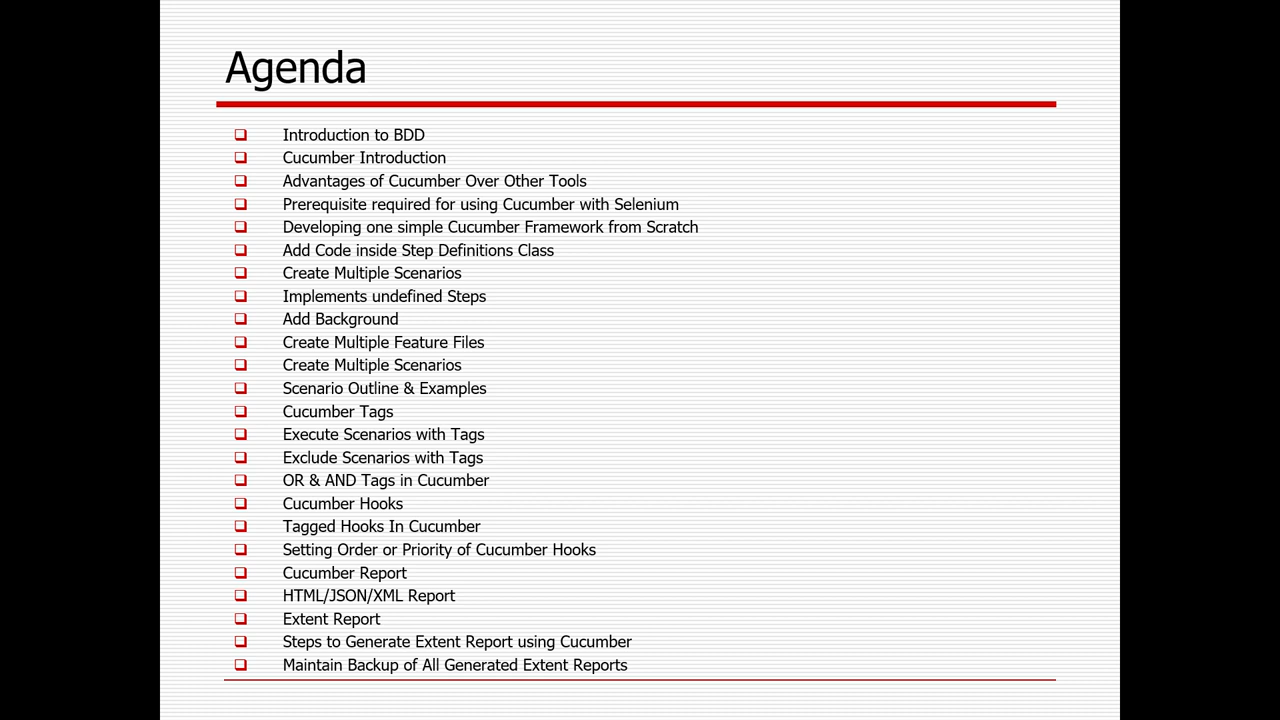 Agenda
Introduction to BDD
Cucumber Introduction
Advantages of Cucumber Over Other Tools
Prerequisite required for using Cucumber with Selenium
Developing one simple Cucumber Framework from Scratch
Add Code inside Step Definitions Class
Create Multiple Scenarios
Implements undefined Steps
Add Background
Create Multiple Feature Files
Create Multiple Scenarios
Scenario Outline & Examples
Cucumber Tags
Execute Scenarios with Tags
Exclude Scenarios with Tags
OR & AND Tags in Cucumber
Cucumber Hooks
Tagged Hooks In Cucumber
Setting Order or Priority of Cucumber Hooks
Cucumber Report
HTML/JSON/XML Report
Extent Report
Steps to Generate Extent Report using Cucumber
Maintain Backup of All Generated Extent Reports